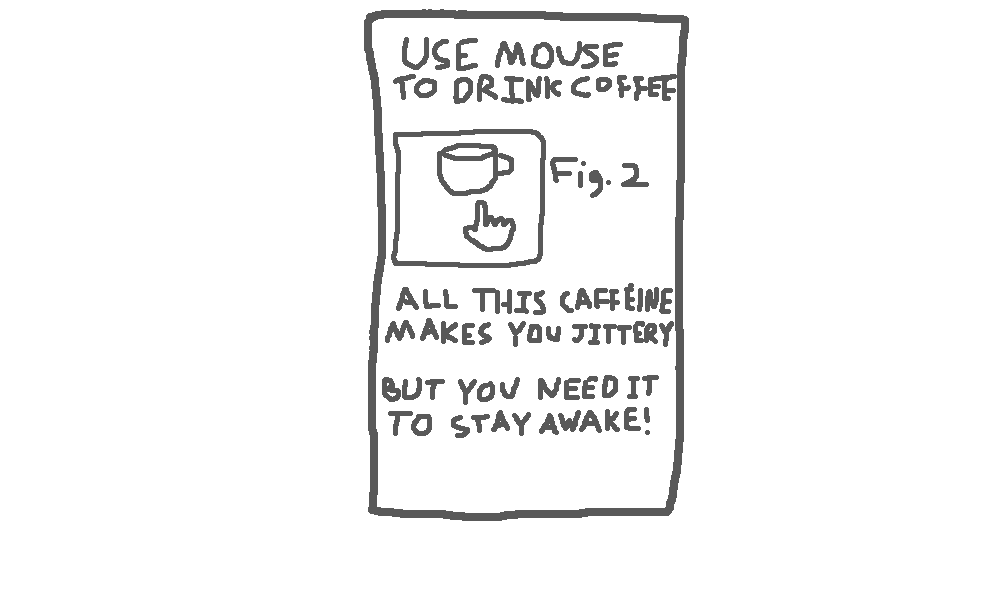 USE MOUSE
TO DRINK COFFEE
Fig. 2
ALL THIS CAFFEINE
MAKES YOU JITTERY
BUT YOU NEED IT
TO STAY AWAKE!